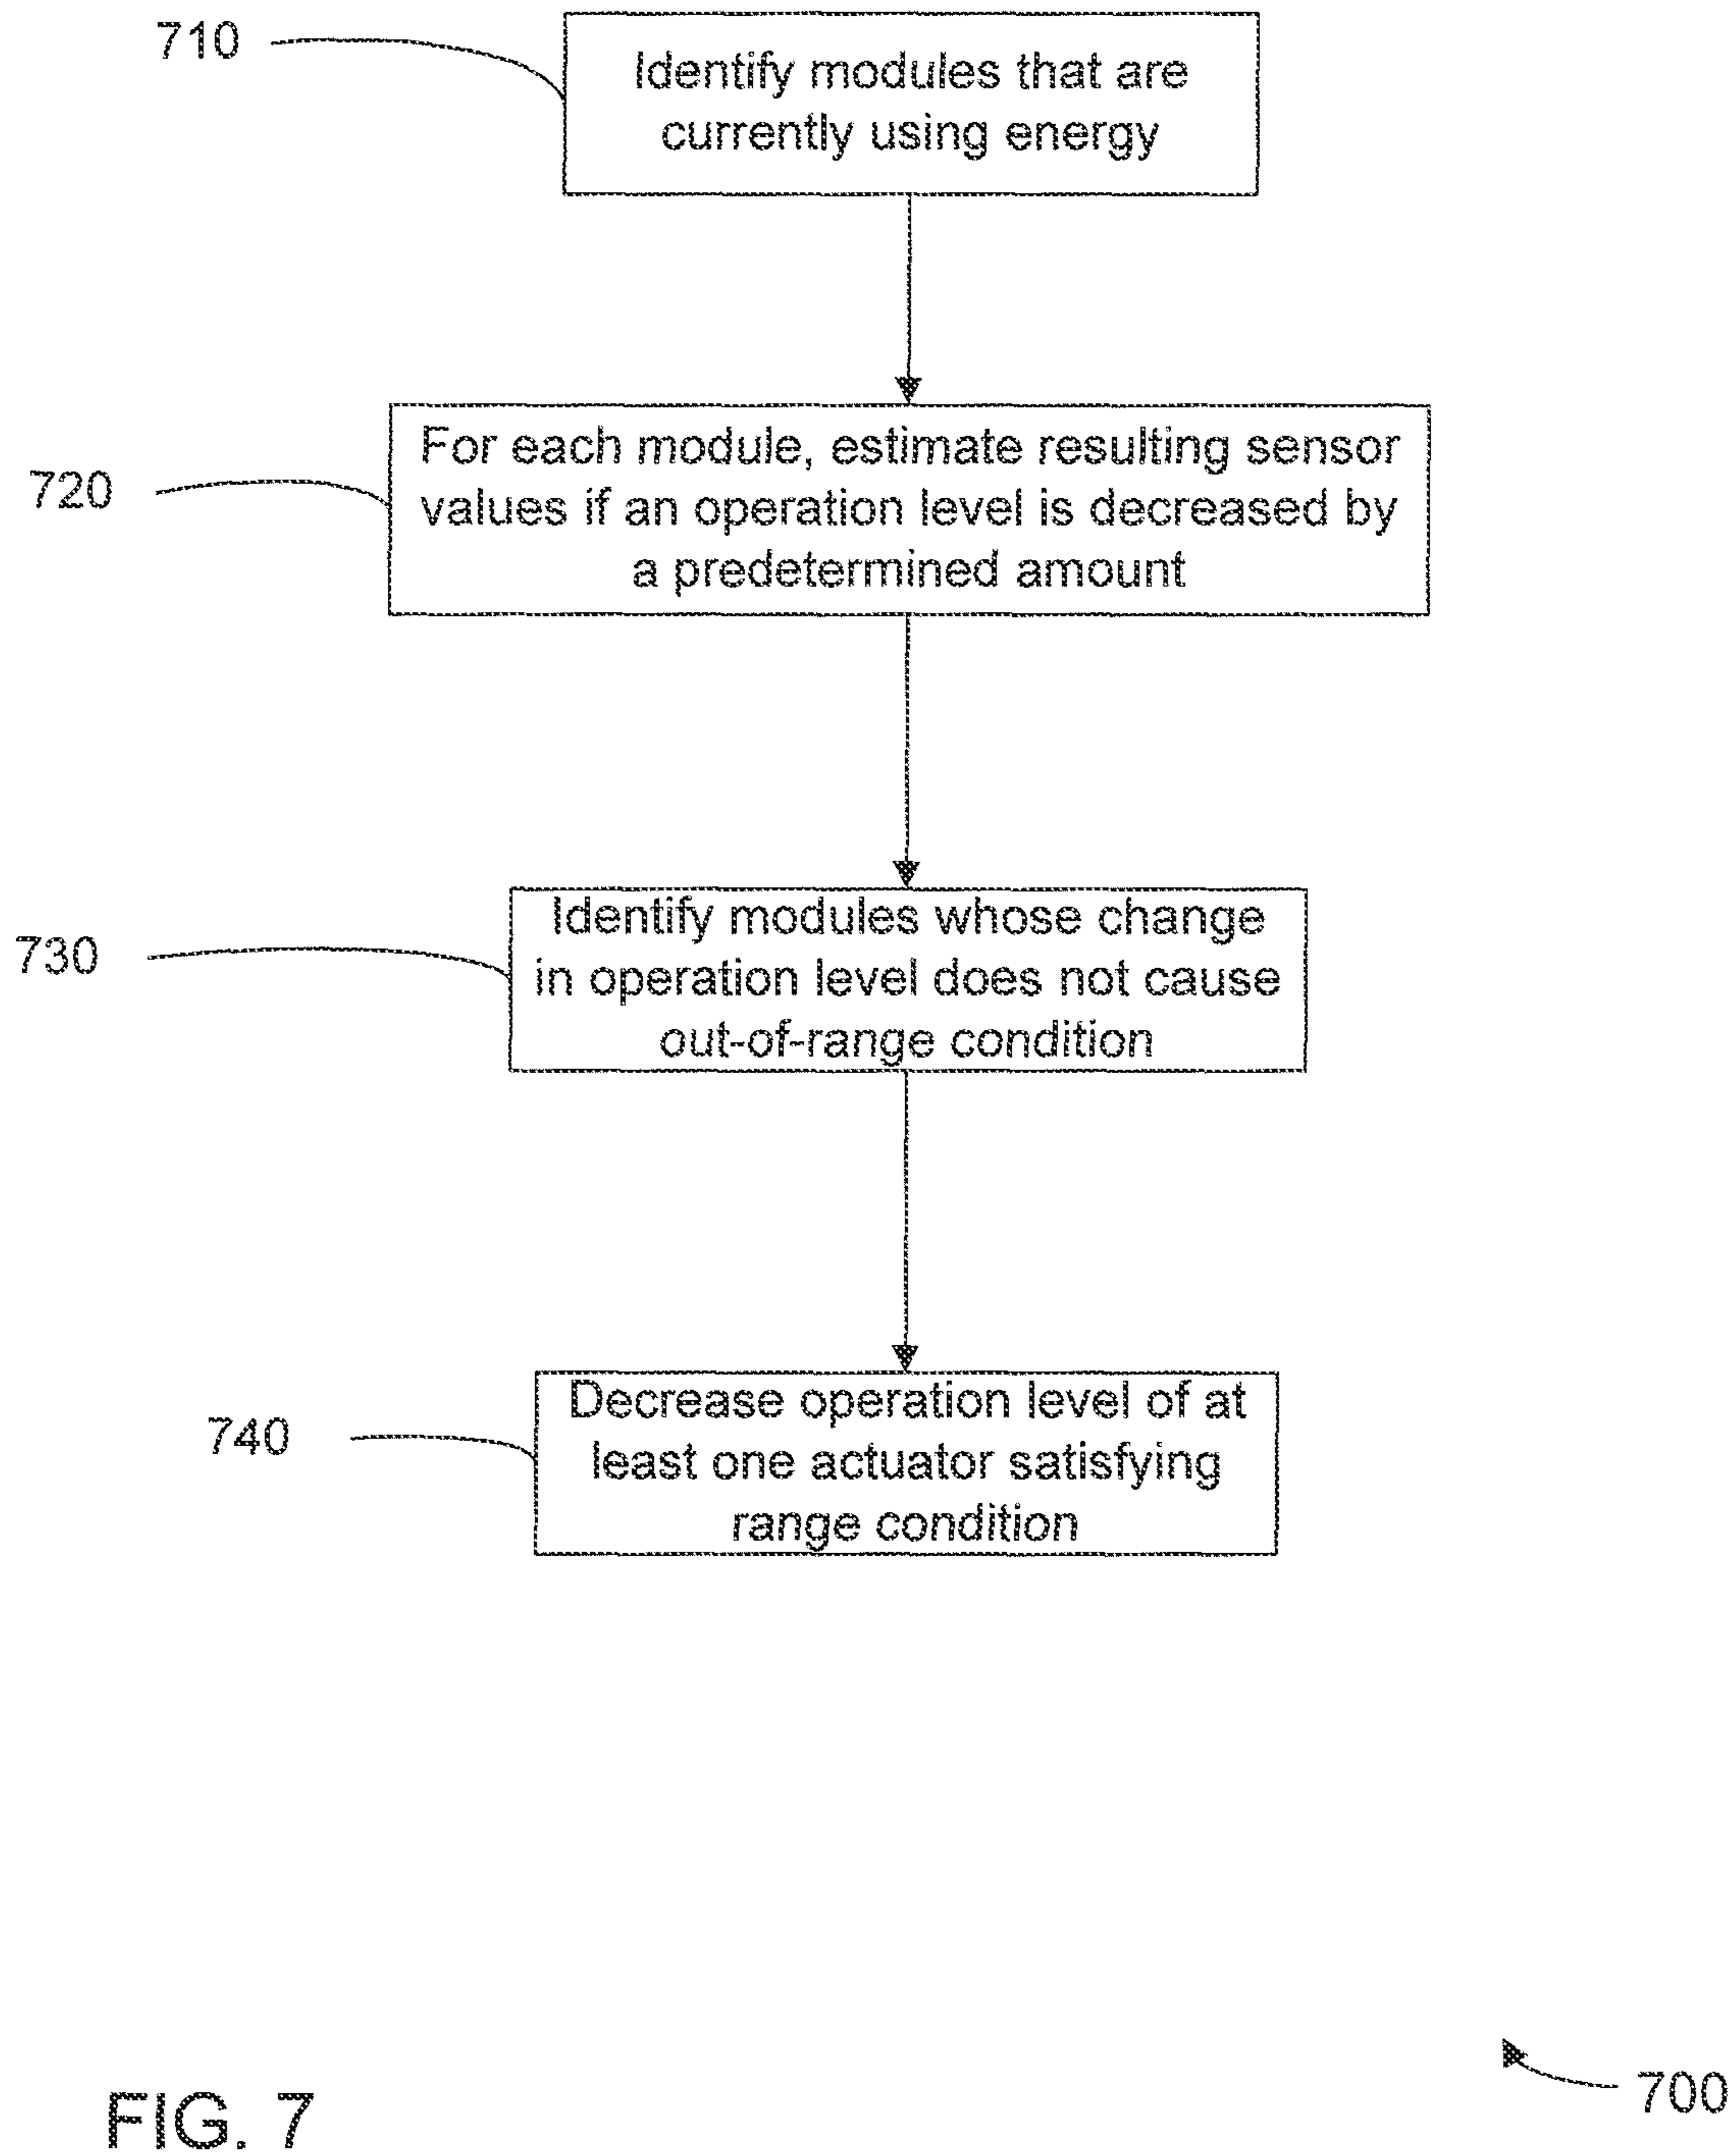 710
Identify modules that are
currently using energy
720
For each module, estimate resulting sensor
values if an operation level is decreased by
a predetermined amount
730
Identify modules whose change
in operation level does not cause
out-of-range condition
740
Decrease operation level of at
least one actuator satisfying
range condition
700
FIG. 7